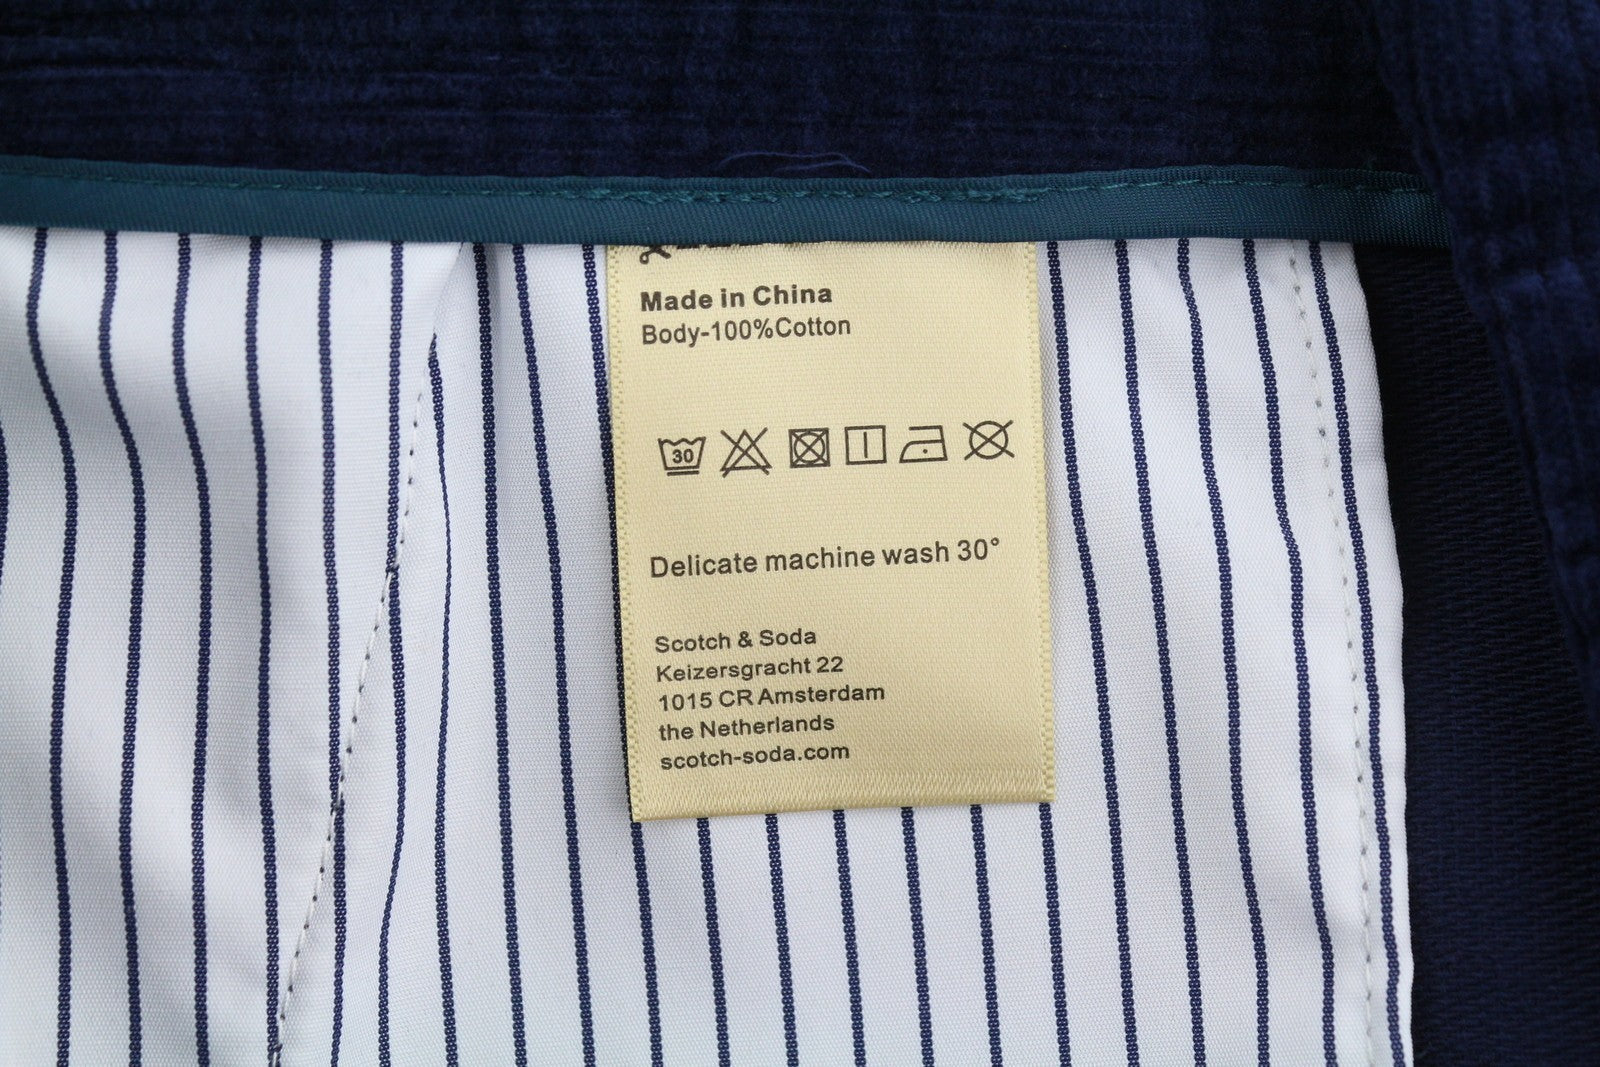 Made in China
Body-100%Cotton
30
Delicate machine wash 30°
Scotch & Soda
Keizersgracht 22
1015 CR Amsterdam
the Netherlands
scotch-soda.com